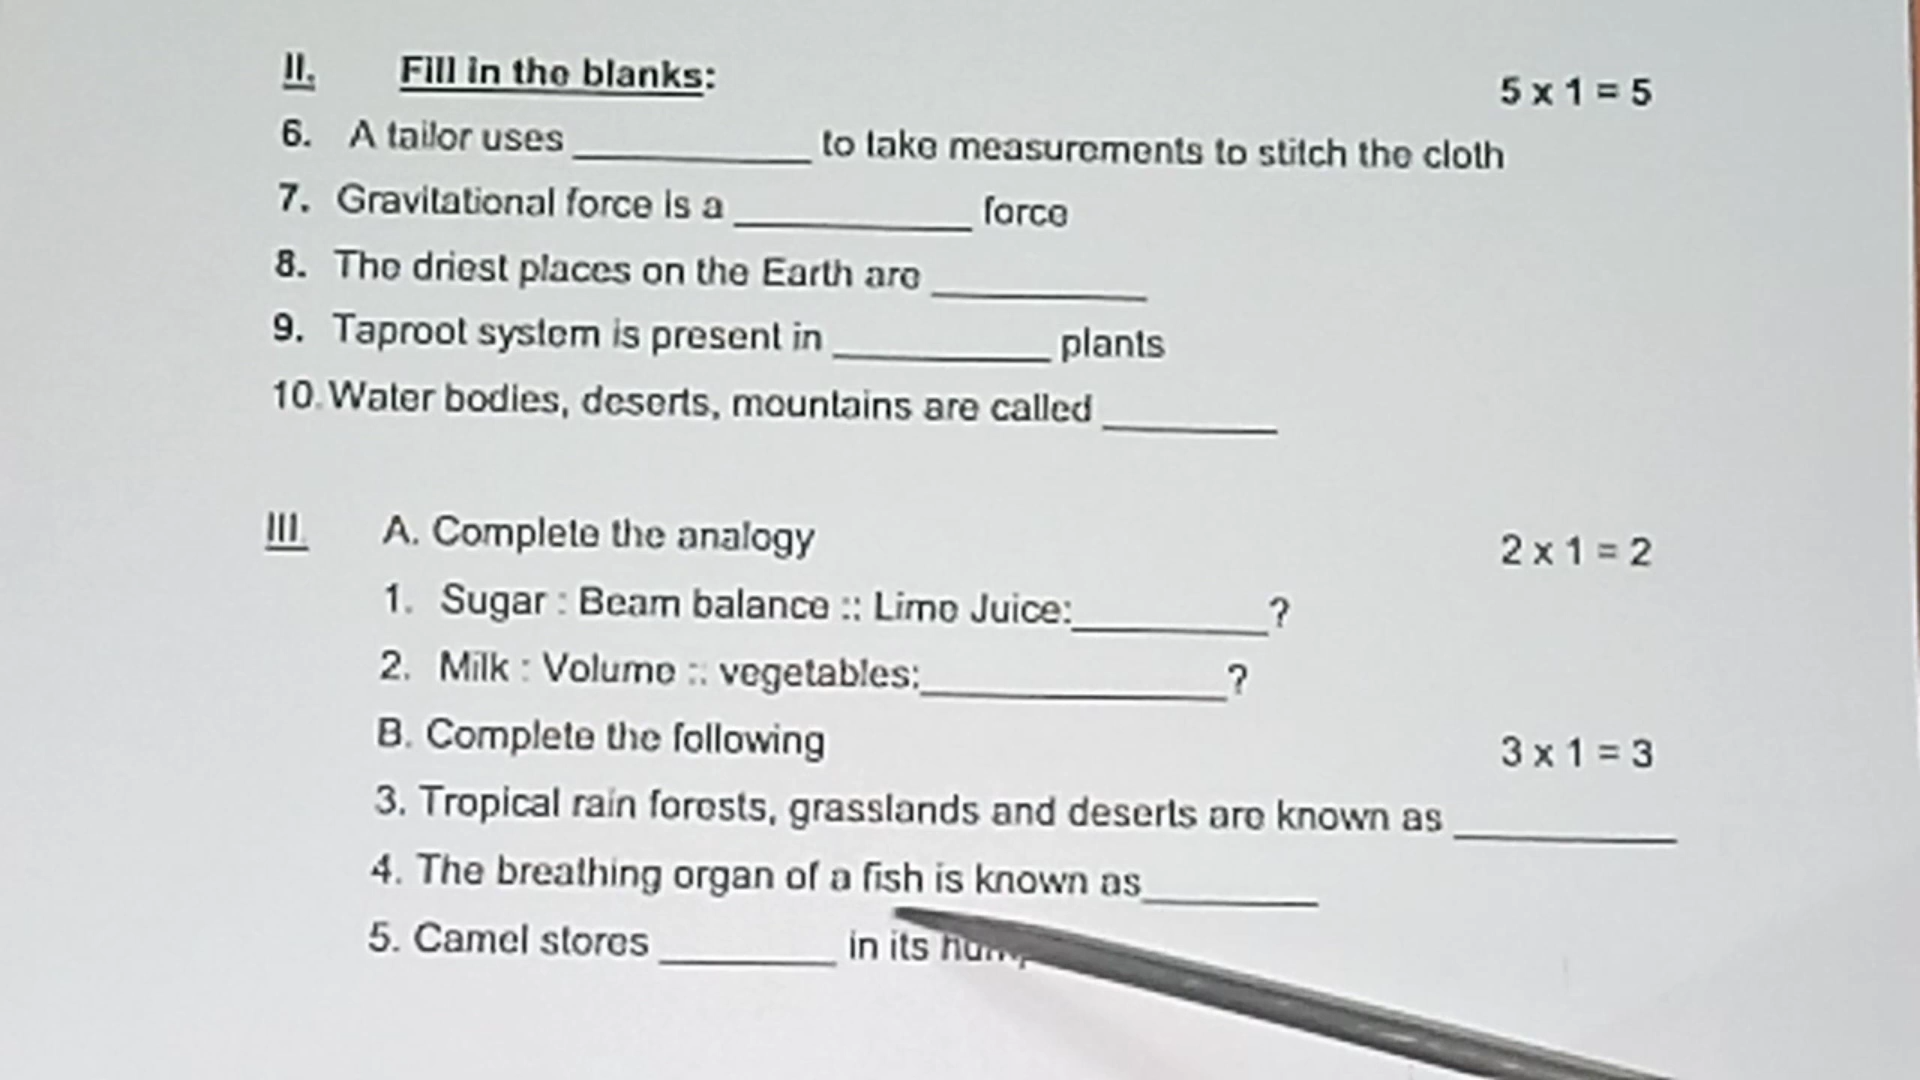 II. Fill in the blanks: 5 x 1 = 5
6. A tailor uses __________ to take measurements to stitch the cloth
7. Gravitational force is a __________ force
8. The driest places on the Earth are __________
9. Taproot system is present in __________ plants
10. Water bodies, deserts, mountains are called ________
III. A. Complete the analogy 2 x 1 = 2
1. Sugar : Beam balance :: Lime Juice:_________?
2. Milk : Volume :: vegetables:______________?
B. Complete the following 3 x 1 = 3
3. Tropical rain forests, grasslands and deserts are known as __________
4. The breathing organ of a fish is known as________
5. Camel stores ________ in its